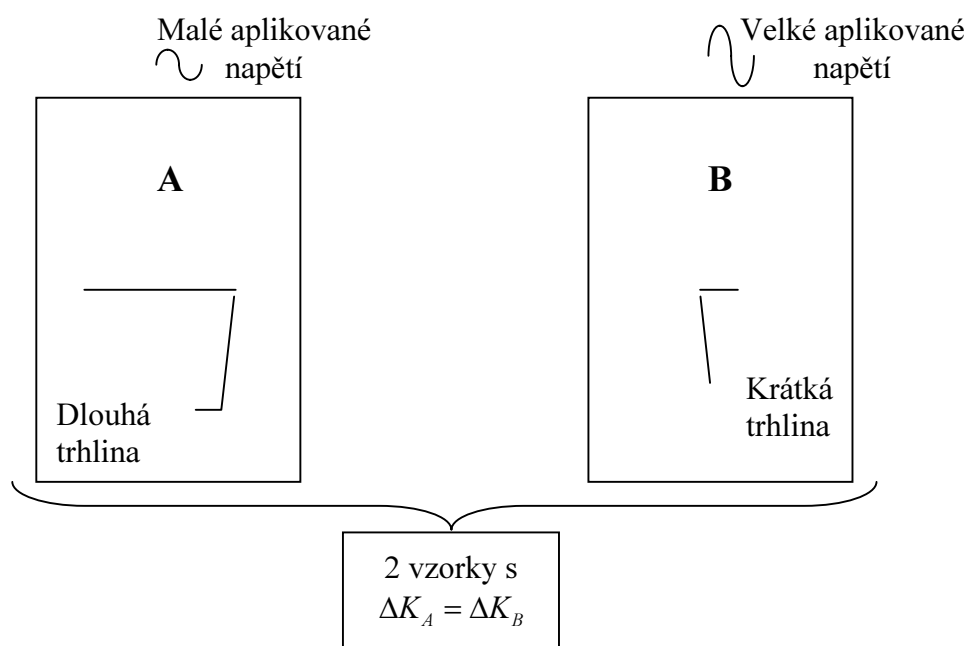 Malé aplikované
napětí
Velké aplikované
napětí
A
B
Dlouhá
trhlina
Krátká
trhlina
2 vzorky s
ΔK_A = ΔK_B